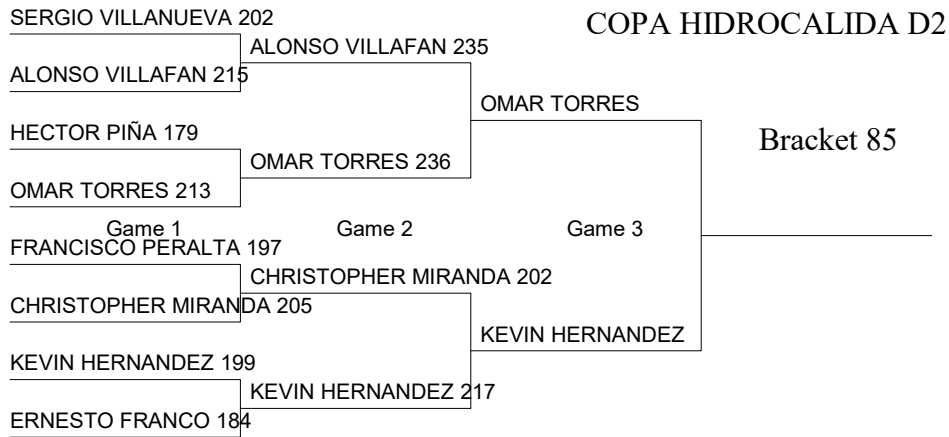 SERGIO VILLANUEVA 202
COPA HIDROCALIDA D2
ALONSO VILLAFAN 235
ALONSO VILLAFAN 215
OMAR TORRES
HECTOR PIÑA 179
Bracket 85
OMAR TORRES 236
OMAR TORRES 213
Game 1
Game 2
Game 3
FRANCISCO PERALTA 197
CHRISTOPHER MIRANDA 202
CHRISTOPHER MIRANDA 205
KEVIN HERNANDEZ
KEVIN HERNANDEZ 199
KEVIN HERNANDEZ 217
ERNESTO FRANCO 184